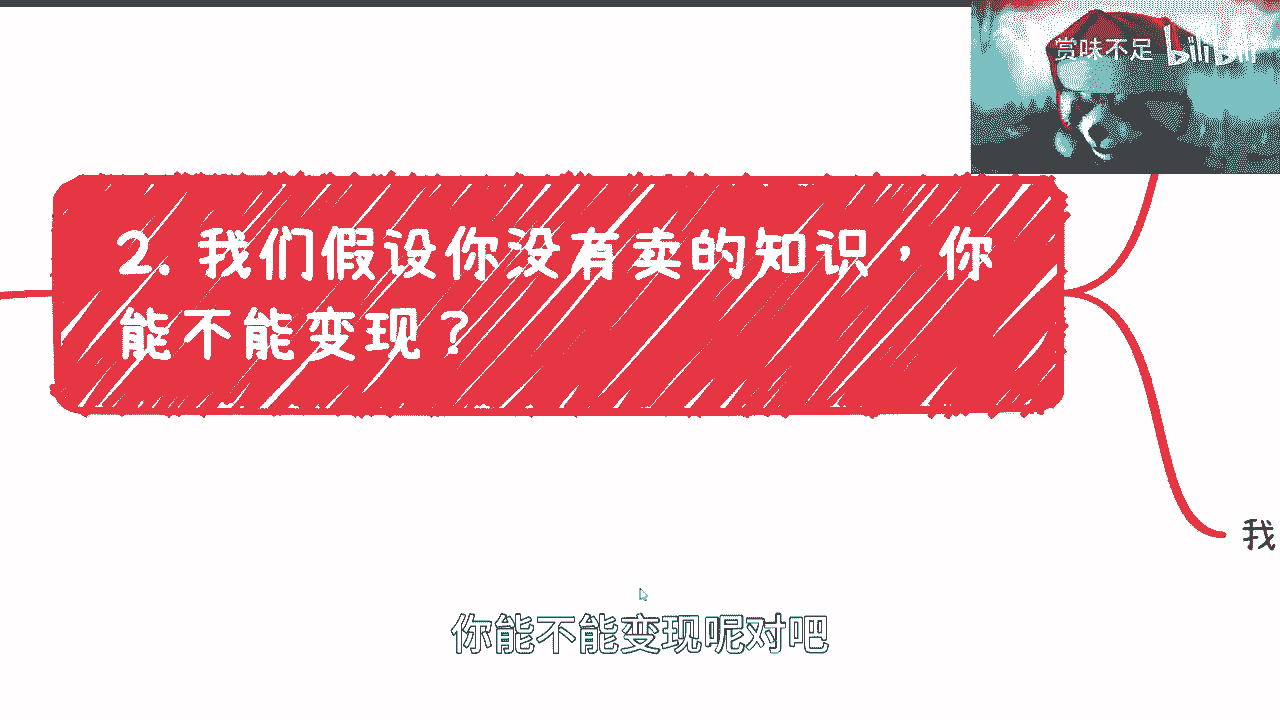 赏味不足 bilibili
2. 我们假设你没有卖的知识，你
能不能变现？
我
你能不能变现呢对吧